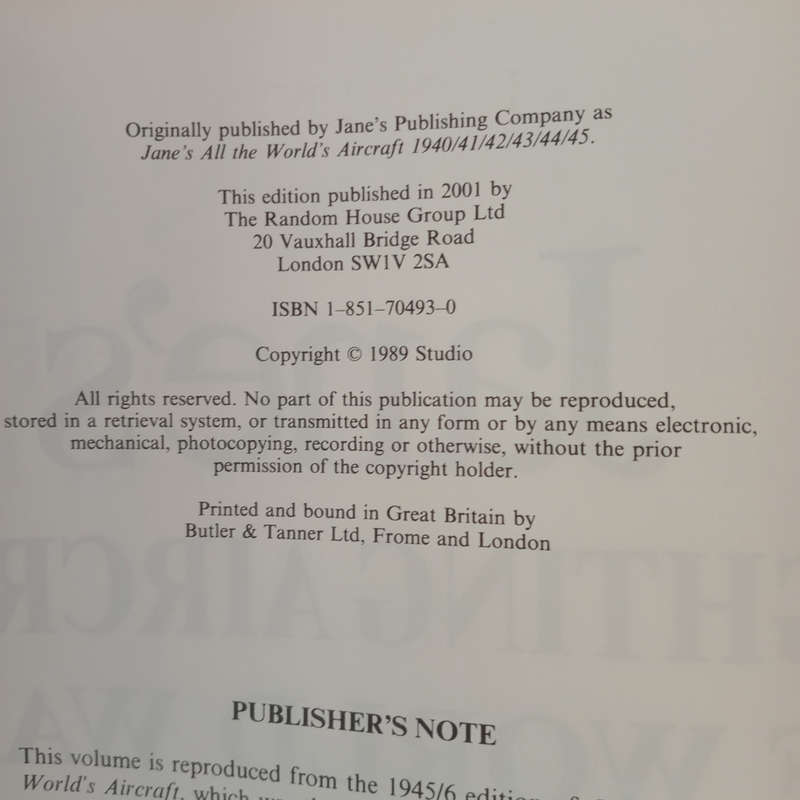 Originally published by Jane's Publishing Company as
Jane's All the World's Aircraft 1940/41/42/43/44/45.
This edition published in 2001 by
The Random House Group Ltd
20 Vauxhall Bridge Road
London SW1V 2SA
ISBN 1–851–70493–0
Copyright © 1989 Studio
All rights reserved. No part of this publication may be reproduced,
stored in a retrieval system, or transmitted in any form or by any means electronic,
mechanical, photocopying, recording or otherwise, without the prior
permission of the copyright holder.
Printed and bound in Great Britain by
Butler & Tanner Ltd, Frome and London
PUBLISHER'S NOTE
This volume is reproduced from the 1945/6 edition of
World's Aircraft, which